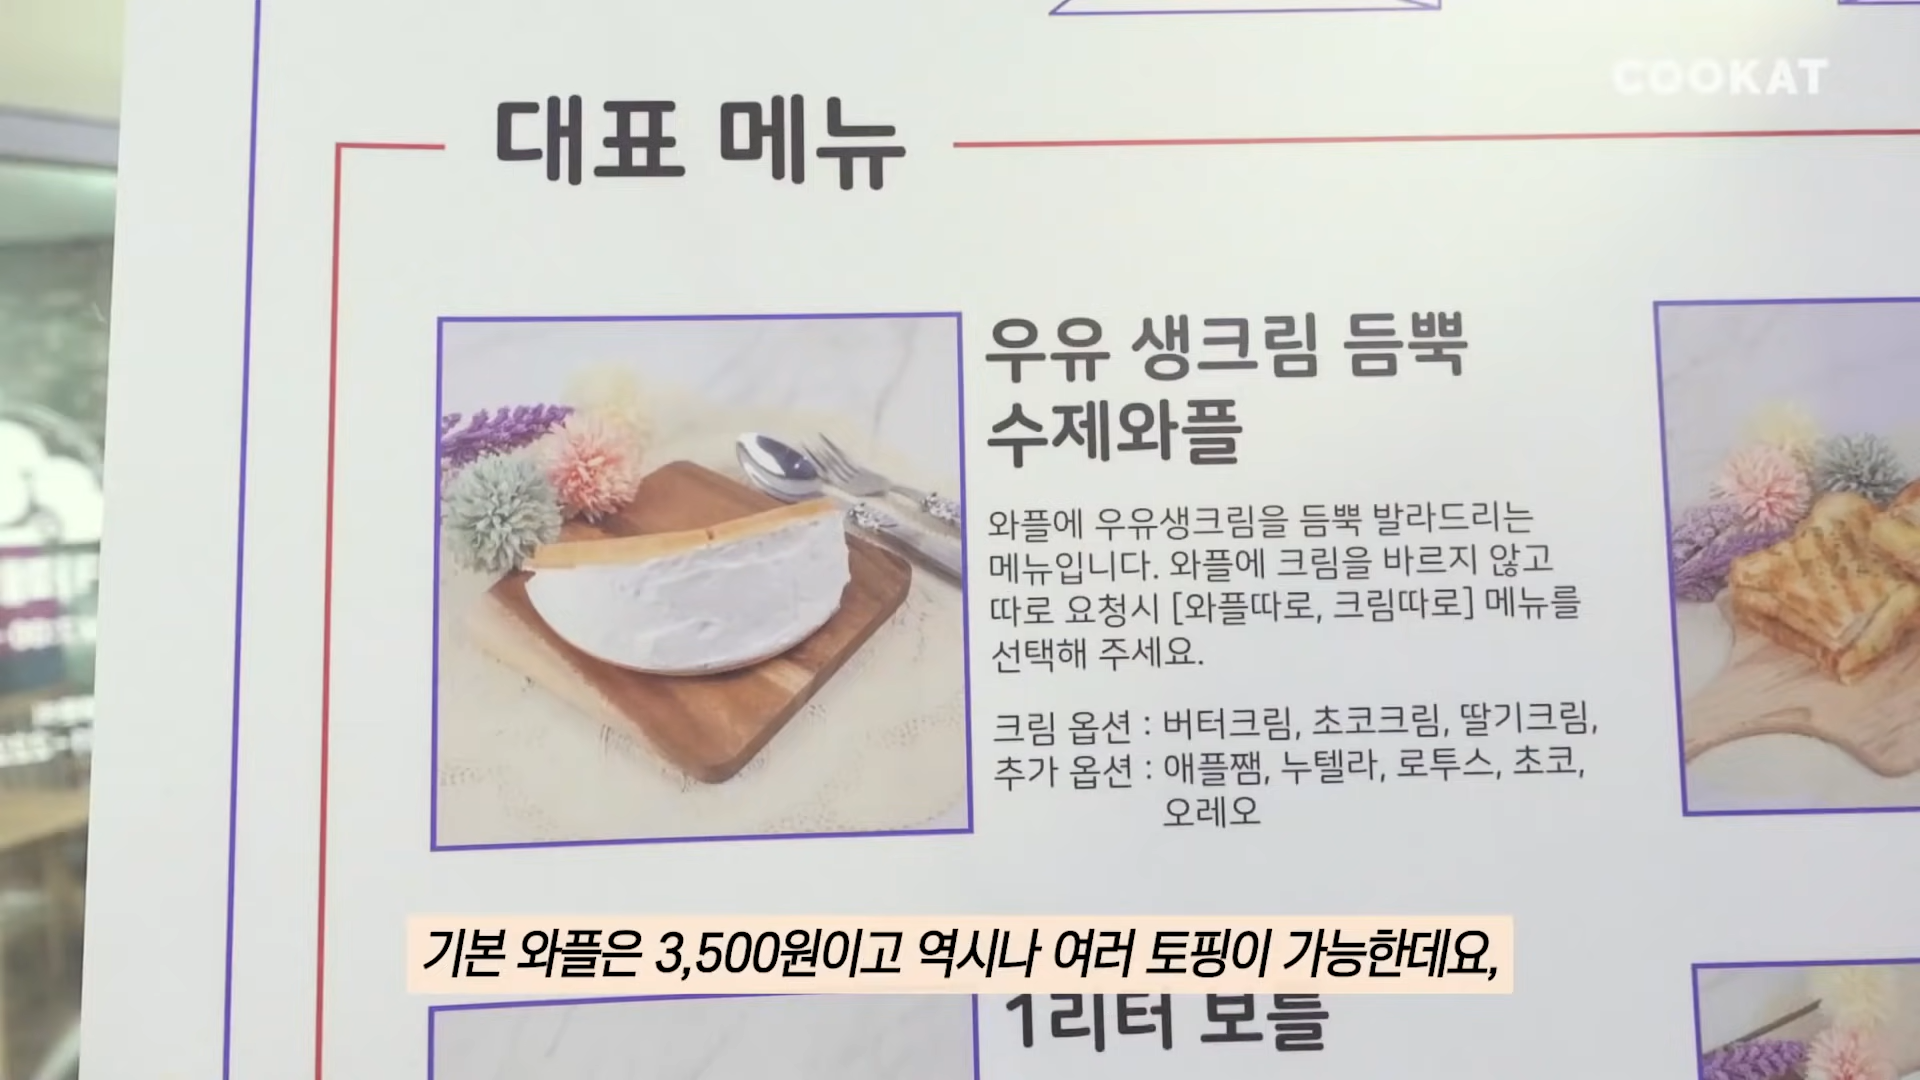 COOKAT
대표 메뉴
우유 생크림 듬뿍
수제와플
와플에 우유생크림을 듬뿍 발라드리는
메뉴입니다. 와플에 크림을 바르지 않고
따로 요청시 [와플따로, 크림따로] 메뉴를
선택해 주세요.
크림 옵션 : 버터크림, 초코크림, 딸기크림,
추가 옵션 : 애플쨈, 누텔라, 로투스, 초코,
오레오
기본 와플은 3,500원이고 역시나 여러 토핑이 가능한데요,
1리터 보틀